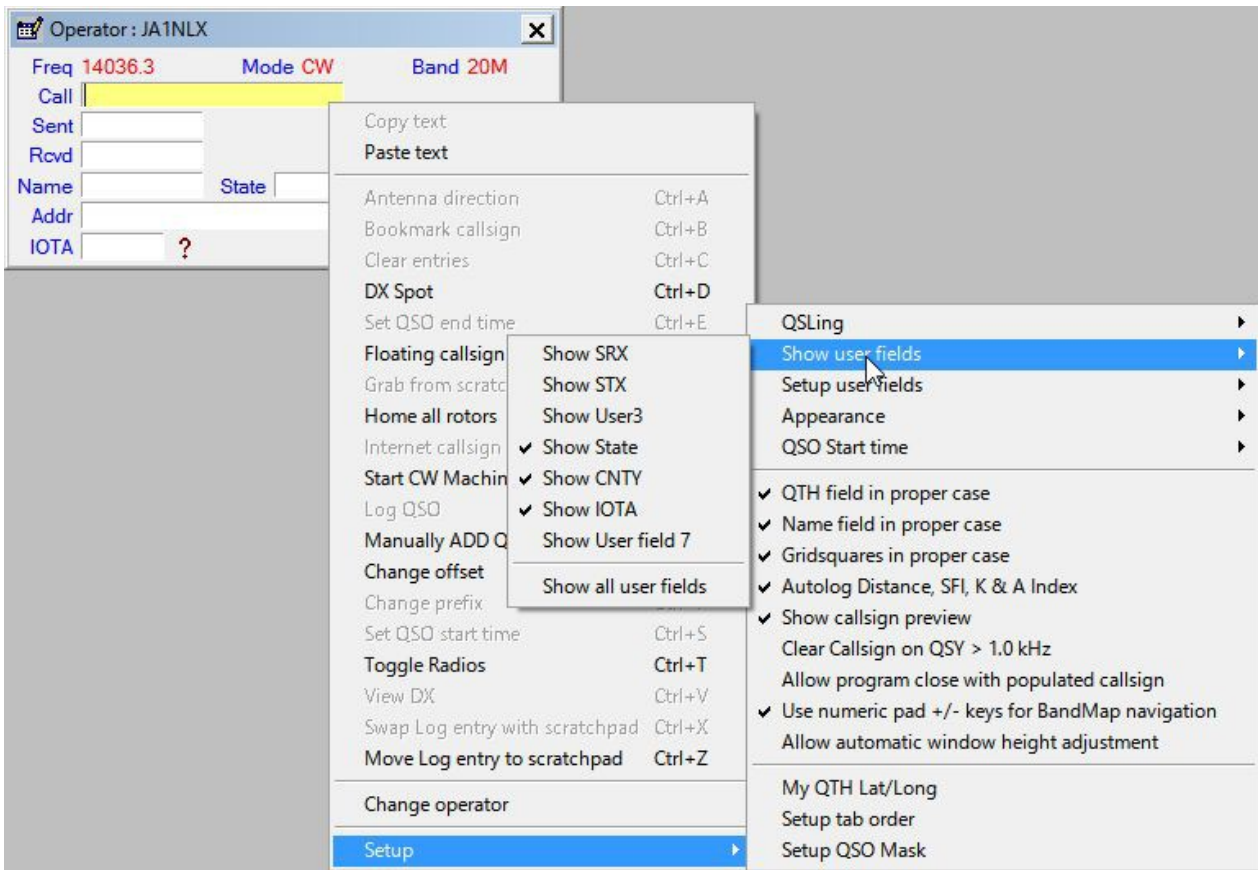 Operator : JA1NLX
Freq 14036.3 Mode CW Band 20M
Call
Sent
Rcvd
Name State
Addr
IOTA ?
Copy text
Paste text
Antenna direction Ctrl+A
Bookmark callsign Ctrl+B
Clear entries Ctrl+C
DX Spot Ctrl+D
Set QSO end time Ctrl+E
Floating callsign
Grab from scratc
Home all rotors
Internet callsign
Start CW Machin
Log QSO
Manually ADD Q
Change offset
Change prefix
Set QSO start time Ctrl+S
Toggle Radios Ctrl+T
View DX Ctrl+V
Swap Log entry with scratchpad Ctrl+X
Move Log entry to scratchpad Ctrl+Z
Change operator
Setup
Show SRX
Show STX
Show User3
Show State
Show CNTY
Show IOTA
Show User field 7
Show all user fields
QSLing
Show user fields
Setup user fields
Appearance
QSO Start time
QTH field in proper case
Name field in proper case
Gridsquares in proper case
Autolog Distance, SFI, K & A Index
Show callsign preview
Clear Callsign on QSY > 1.0 kHz
Allow program close with populated callsign
Use numeric pad +/- keys for BandMap navigation
Allow automatic window height adjustment
My QTH Lat/Long
Setup tab order
Setup QSO Mask